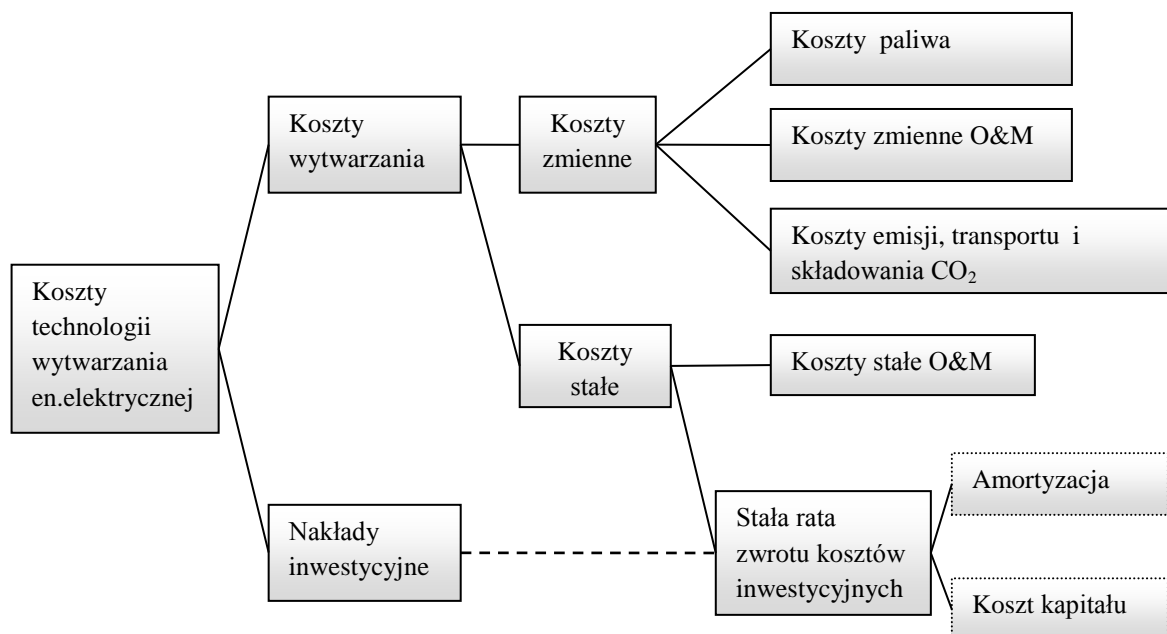 Koszty paliwa
Koszty
wytwarzania
Koszty
zmienne
Koszty zmienne O&M
Koszty emisji, transportu i
składowania CO₂
Koszty
technologii
wytwarzania
en.elektrycznej
Koszty
stałe
Koszty stałe O&M
Amortyzacja
Nakłady
inwestycyjne
Stała rata
zwrotu kosztów
inwestycyjnych
Koszt kapitału